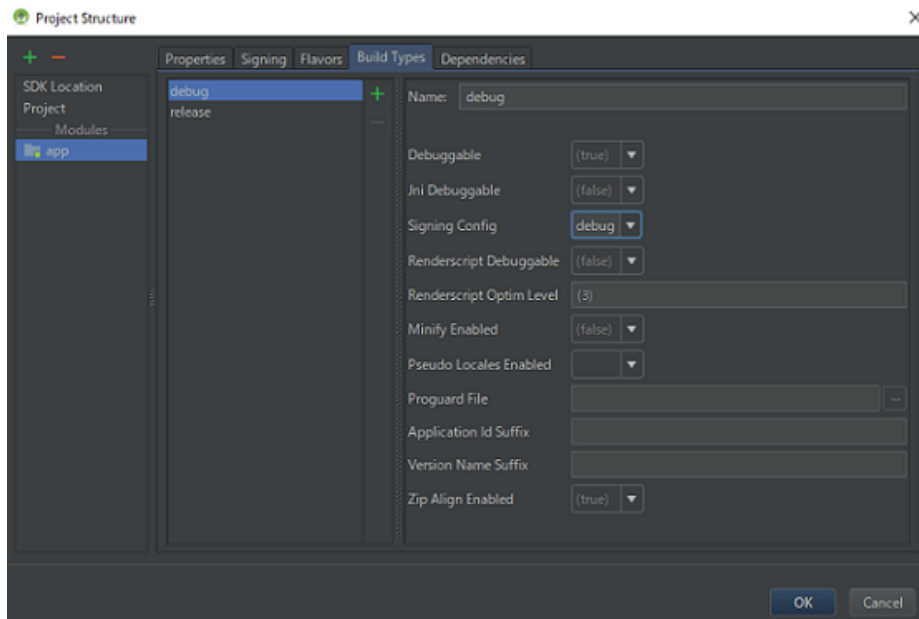 Project Structure
Properties Signing Flavors Build Types Dependencies
SDK Location
Project
Modules
app
debug
release
Name: debug
Debuggable (true)
Jni Debuggable (false)
Signing Config debug
Renderscript Debuggable (false)
Renderscript Optim Level (3)
Minify Enabled (false)
Pseudo Locales Enabled
Proguard File ...
Application Id Suffix
Version Name Suffix
Zip Align Enabled (true)
OK Cancel